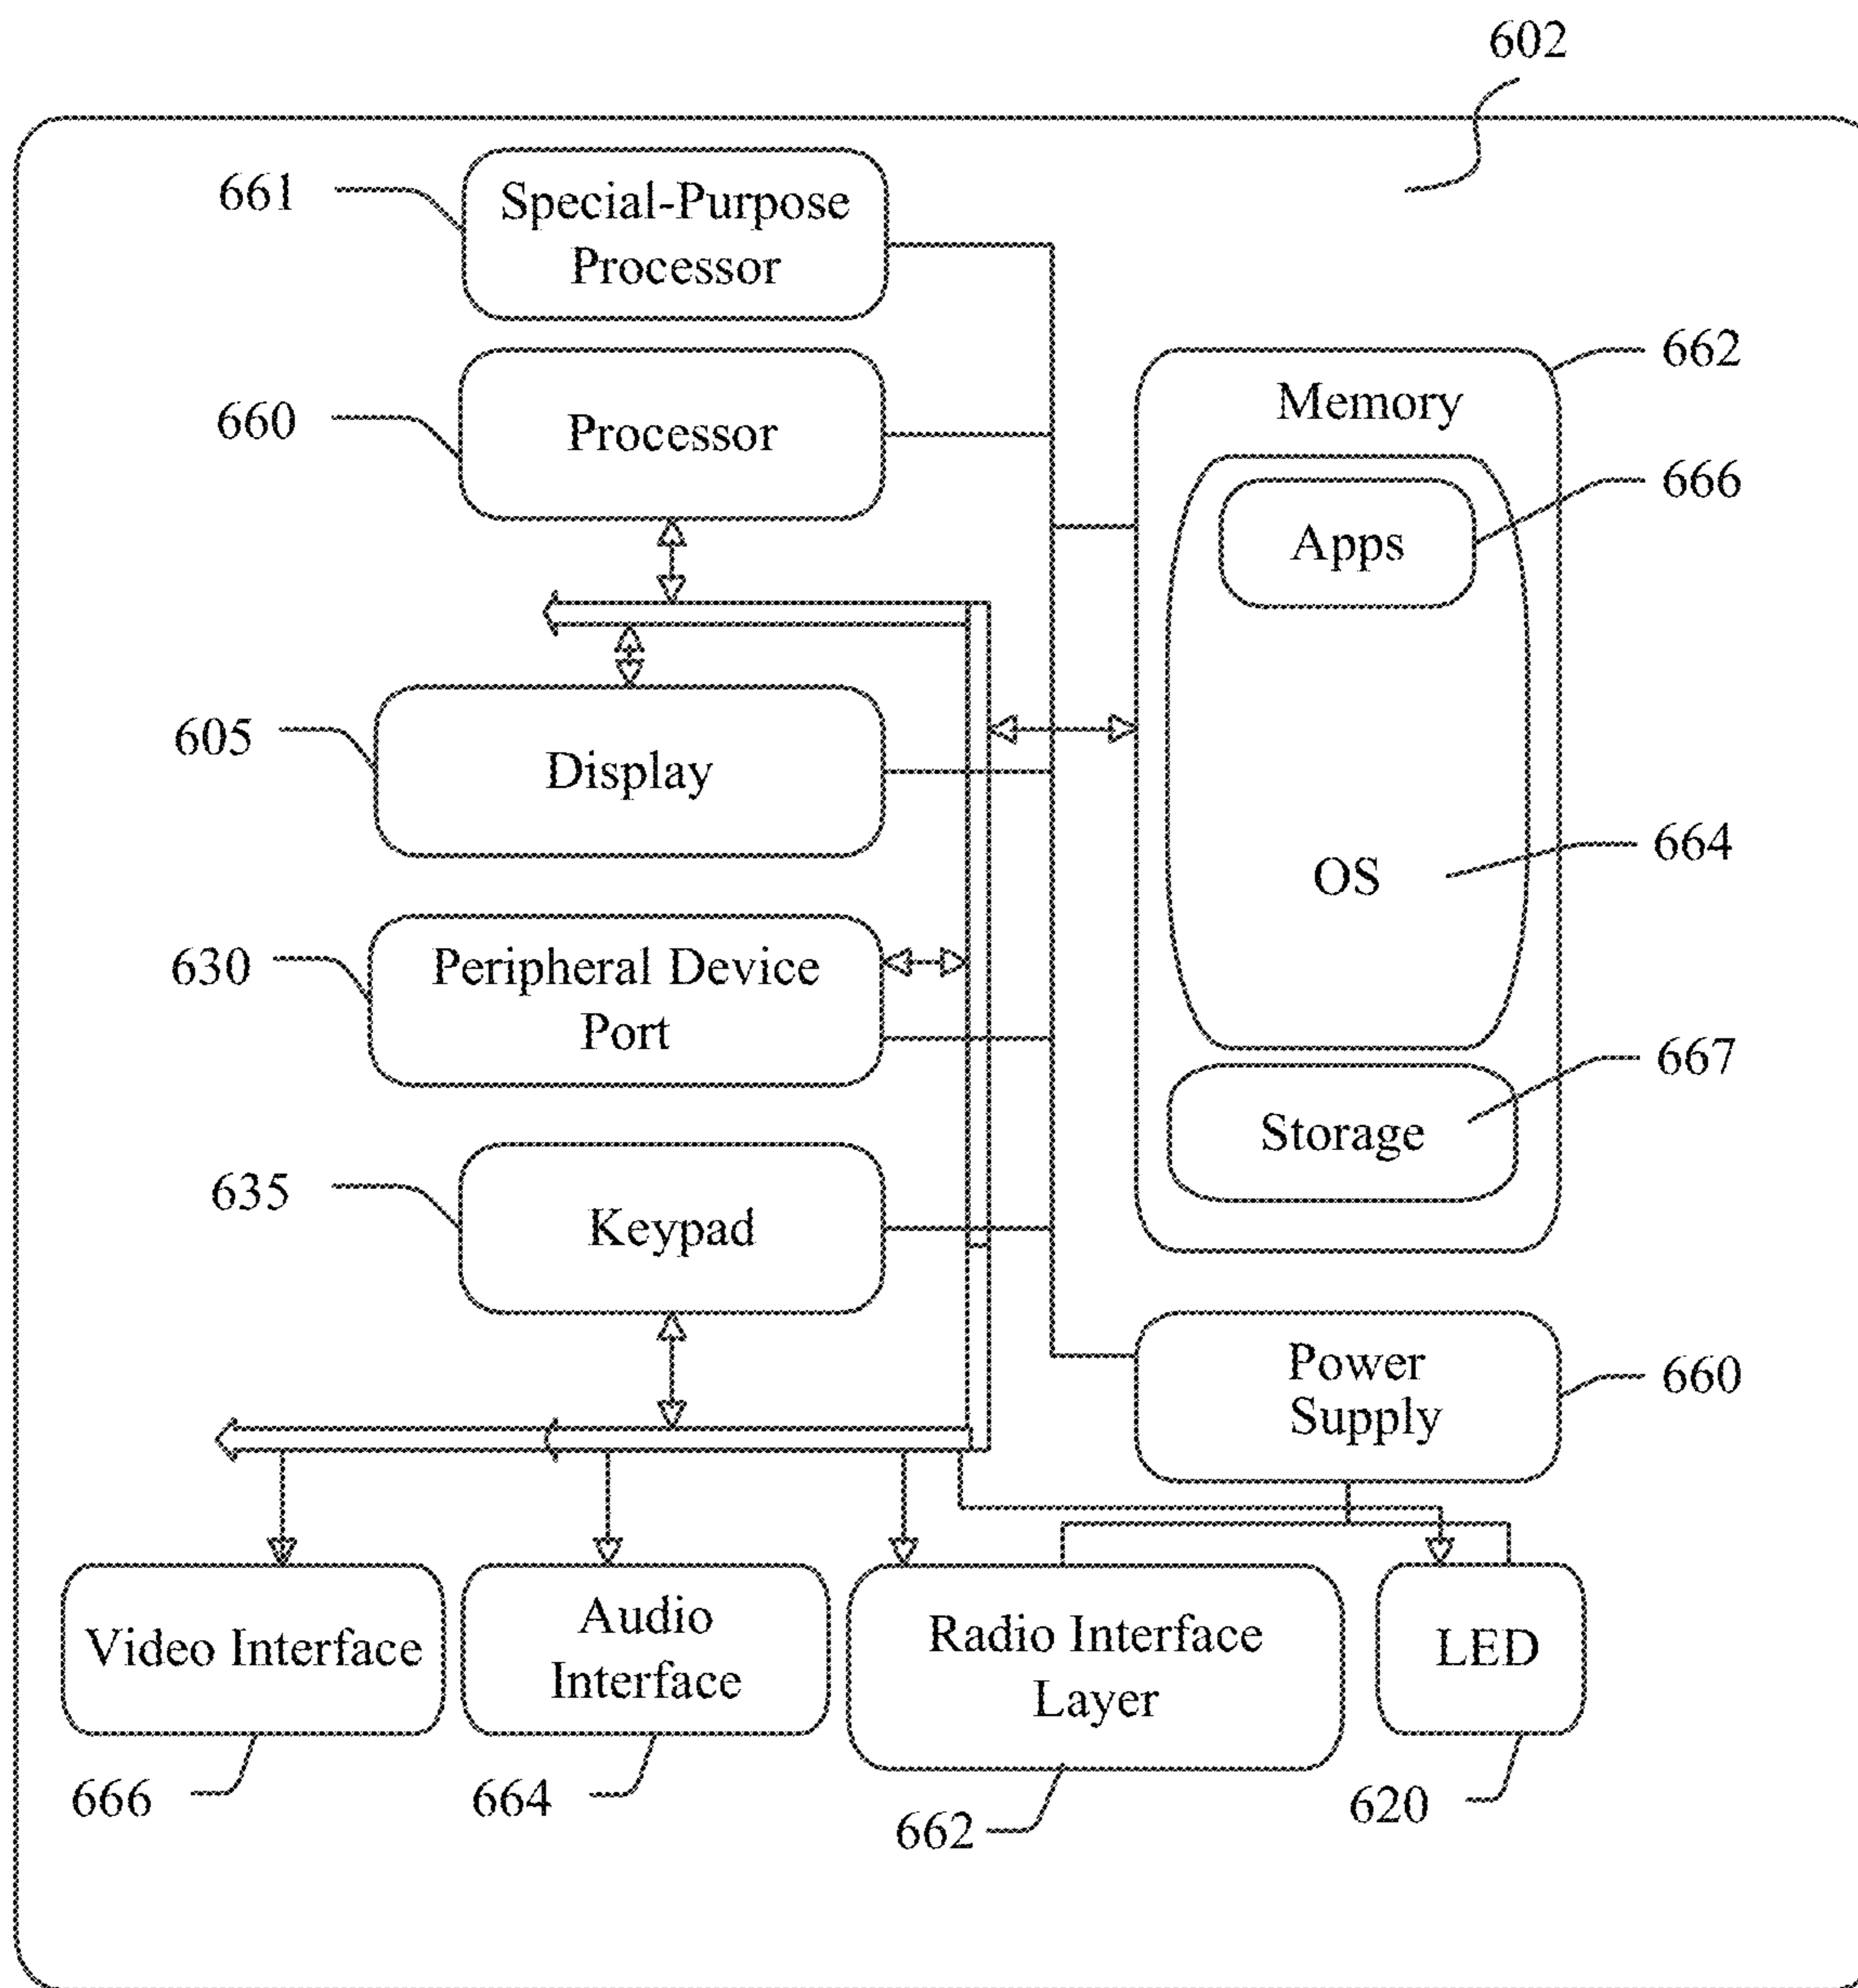 602
661
Special-Purpose
Processor
662
Memory
660
Processor
666
Apps
605
Display
664
OS
630
Peripheral Device
Port
667
Storage
635
Keypad
Power
Supply
660
Video Interface
Audio
Interface
Radio Interface
Layer
LED
666
664
662
620